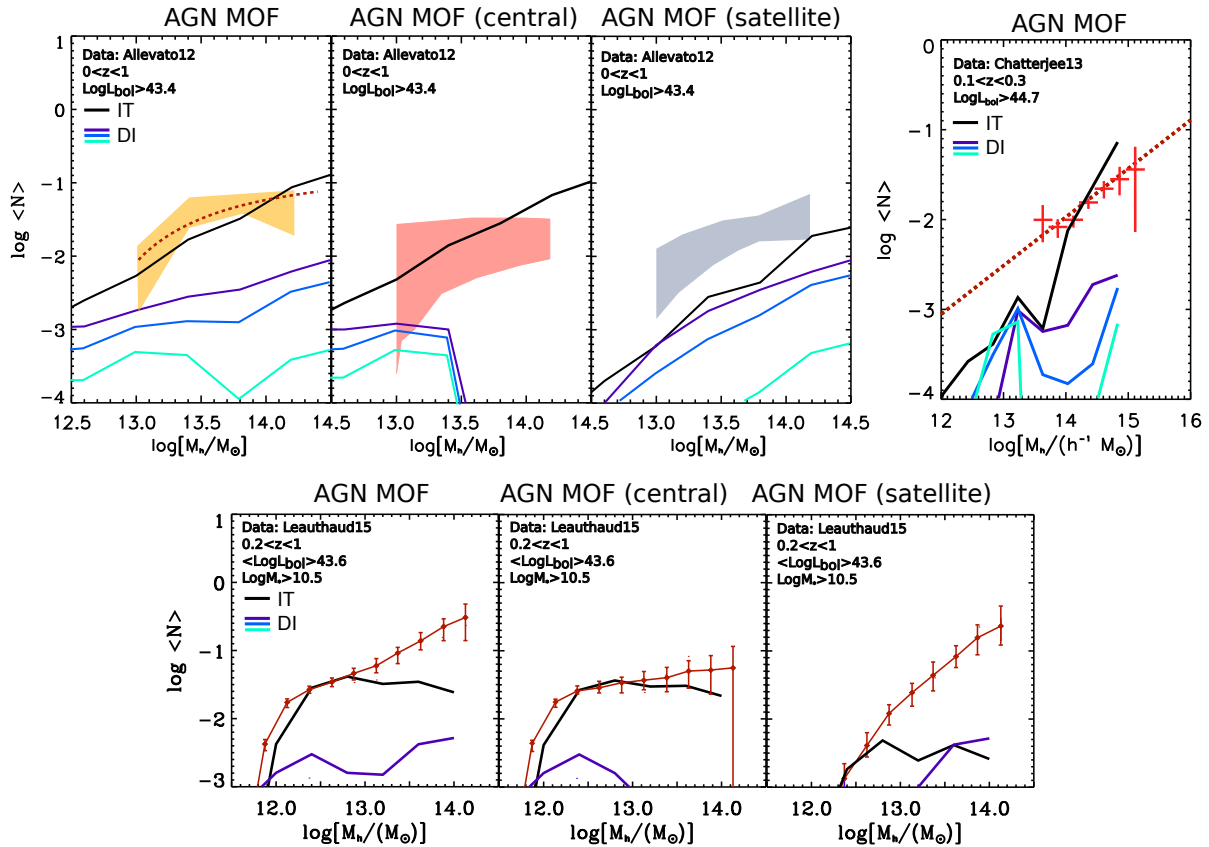 AGN MOF
AGN MOF (central)
AGN MOF (satellite)
AGN MOF
1
0
−1
−2
−3
−4
log <N>
Data: Allevato12
0<z<1
LogL_bol>43.4
IT
DI
Data: Allevato12
0<z<1
LogL_bol>43.4
Data: Allevato12
0<z<1
LogL_bol>43.4
12.5 13.0 13.5 14.0 14.5
13.0 13.5 14.0 14.5
13.0 13.5 14.0 14.5
log[M_h/M_⊙]
log[M_h/M_⊙]
log[M_h/M_⊙]
0
−1
−2
−3
−4
log <N>
Data: Chatterjee13
0.1<z<0.3
LogL_bol>44.7
IT
DI
12 13 14 15 16
log[M_h/(h⁻¹ M_⊙)]
AGN MOF
AGN MOF (central)
AGN MOF (satellite)
1
0
−1
−2
−3
log <N>
Data: Leauthaud15
0.2<z<1
<LogL_bol>43.6
LogM_*>10.5
IT
DI
Data: Leauthaud15
0.2<z<1
<LogL_bol>43.6
LogM_*>10.5
Data: Leauthaud15
0.2<z<1
<LogL_bol>43.6
LogM_*>10.5
12.0 13.0 14.0
12.0 13.0 14.0
12.0 13.0 14.0
log[M_h/(M_⊙)]
log[M_h/(M_⊙)]
log[M_h/(M_⊙)]